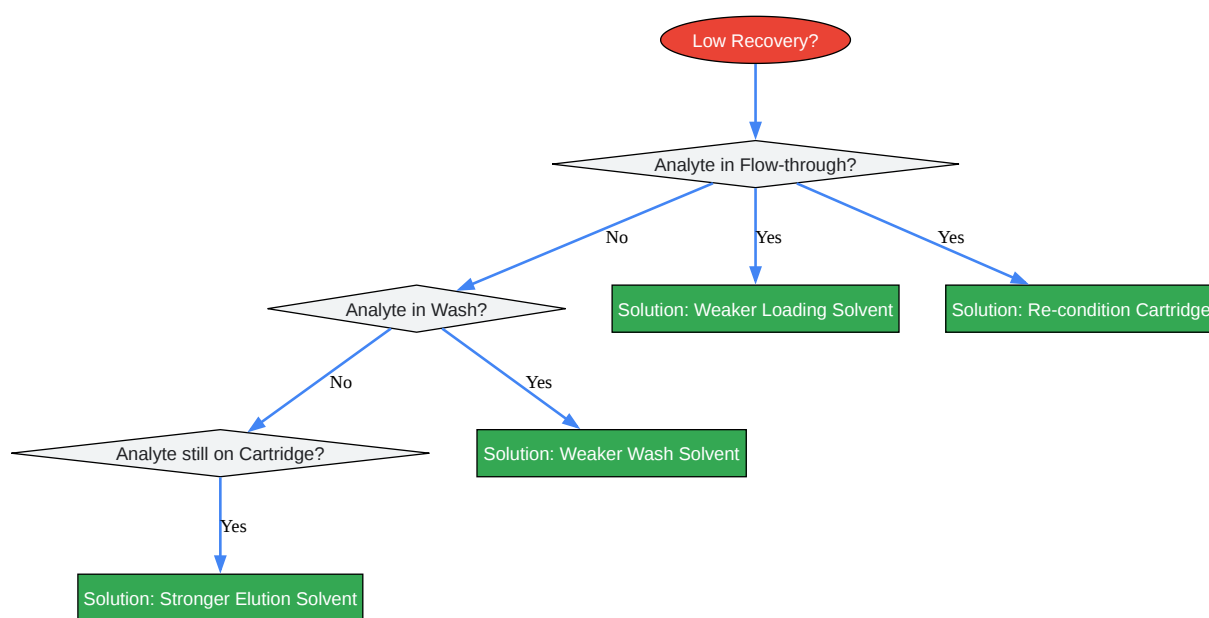 Low Recovery?
Analyte in Flow-through?
No
Yes
Yes
Analyte in Wash?
Solution: Weaker Loading Solvent
Solution: Re-condition Cartridge
No
Yes
Analyte still on Cartridge?
Solution: Weaker Wash Solvent
Yes
Solution: Stronger Elution Solvent